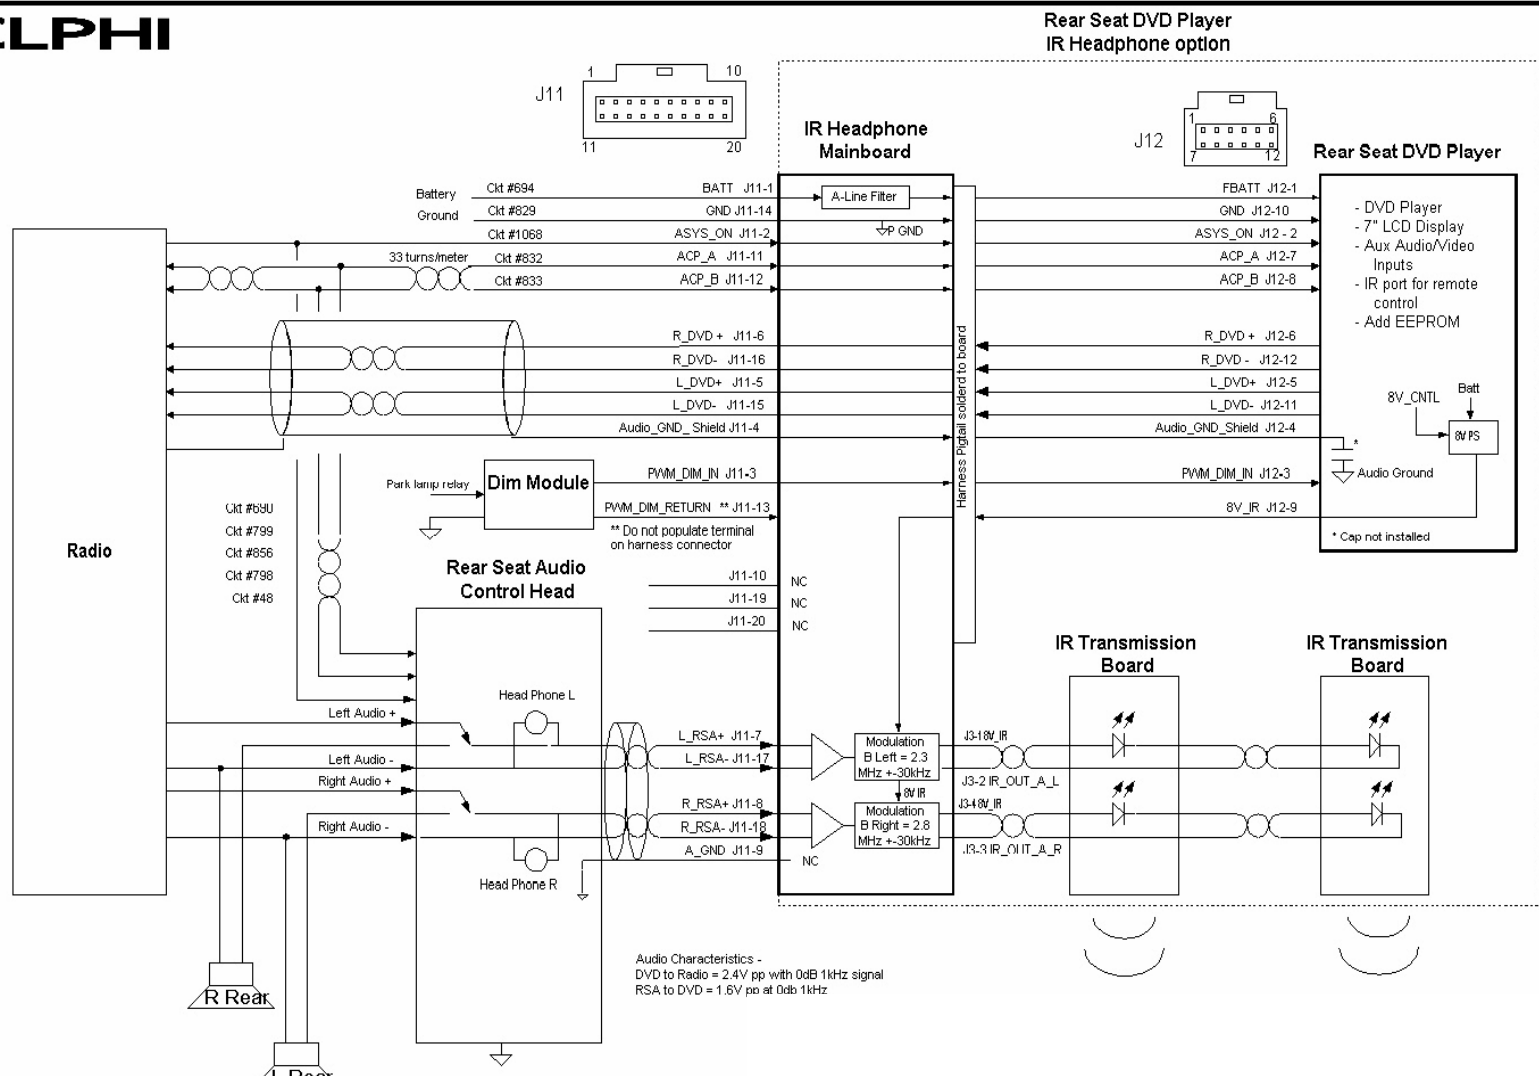 ELPHI
Rear Seat DVD Player
IR Headphone option
J11
1
10
11
20
J12
1
6
7
12
IR Headphone
Mainboard
Rear Seat DVD Player
Battery
Ckt #694
BATT J11-1
A-Line Filter
FBATT J12-1
Ground
Ckt #829
GND J11-14
P GND
GND J12-10
Ckt #1068
ASYS_ON J11-2
ASYS_ON J12 - 2
33 turns/meter
Ckt #832
ACP_A J11-11
ACP_A J12-7
Ckt #833
ACP_B J11-12
ACP_B J12-8
- DVD Player
- 7" LCD Display
- Aux Audio/Video
Inputs
- IR port for remote
control
- Add EEPROM
R_DVD + J11-6
R_DVD + J12-6
R_DVD- J11-16
R_DVD - J12-12
L_DVD+ J11-5
L_DVD+ J12-5
L_DVD- J11-15
L_DVD- J12-11
Audio_GND_ Shield J11-4
Audio_GND_Shield J12-4
Harness Pigtail solderd to board
8V_CNTL
Batt
8V PS
*
Audio Ground
Park lamp relay
Dim Module
PWM_DIM_IN J11-3
PWM_DIM_IN J12-3
PWM_DIM_RETURN ** J11-13
8V_IR J12-9
** Do not populate terminal
on harness connector
* Cap not installed
Ckt #690
Ckt #799
Ckt #856
Ckt #798
Ckt #48
Radio
Rear Seat Audio
Control Head
J11-10
NC
J11-19
NC
J11-20
NC
IR Transmission
Board
IR Transmission
Board
Head Phone L
Left Audio +
Left Audio -
Right Audio +
Right Audio -
Head Phone R
L_RSA+ J11-7
L_RSA- J11-17
R_RSA+ J11-8
R_RSA- J11-18
A_GND J11-9
NC
Modulation
B Left = 2.3
MHz +-30kHz
8V IR
Modulation
B Right = 2.8
MHz +-30kHz
J3-1 8V_IR
J3-2 IR_OUT_A_L
J3-4 8V_IR
J3-3 IR_OUT_A_R
Audio Characteristics -
DVD to Radio = 2.4V pp with 0dB 1kHz signal
RSA to DVD = 1.6V pp at 0db 1kHz
R Rear
L Rear